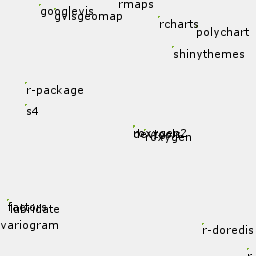 rmaps
googlevis
gvisgeomap
rcharts
polychart
shinythemes
r-package
s4
roxygen2
devtools
roxygen
factors
lubridate
variogram
r-doredis